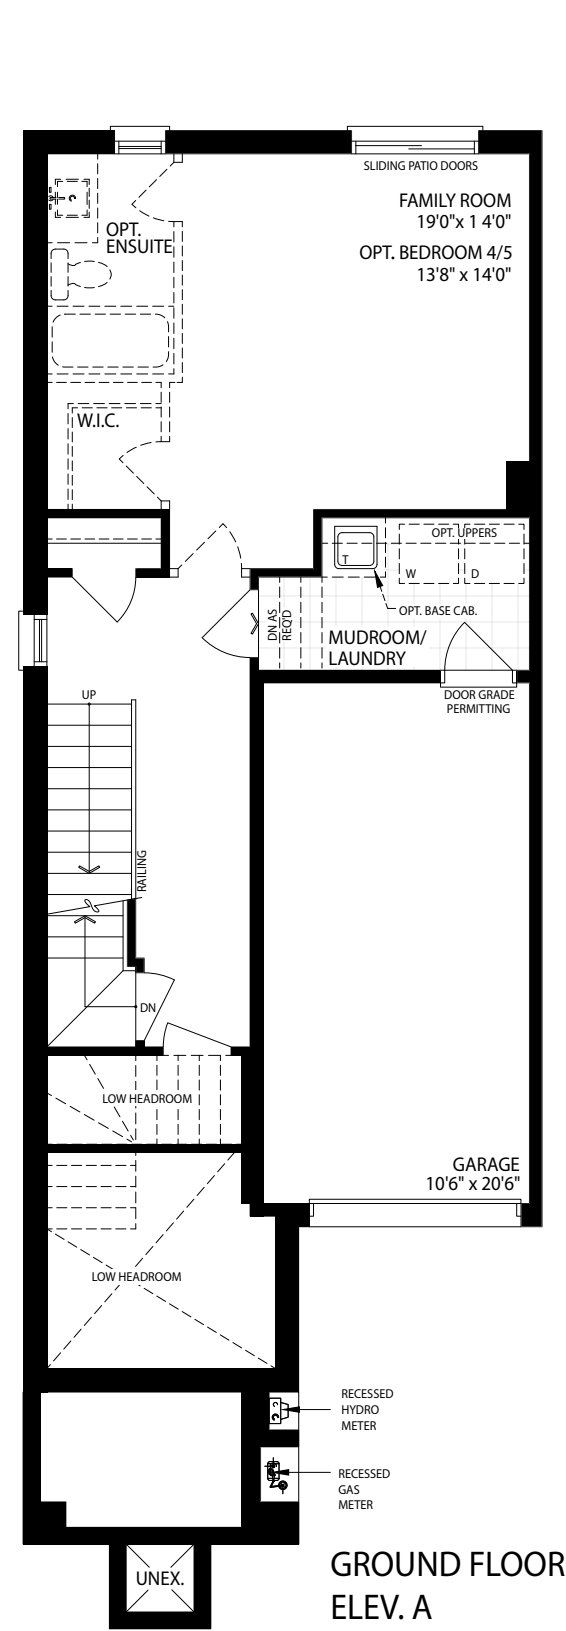 SLIDING PATIO DOORS
FAMILY ROOM
19'0"x 1 4'0"
OPT. BEDROOM 4/5
13'8" x 14'0"
OPT.
ENSUITE
W.I.C.
OPT. UPPERS
T
W
D
OPT. BASE CAB.
DN AS
REQ'D
MUDROOM/
LAUNDRY
DOOR GRADE
PERMITTING
UP
RAILING
DN
LOW HEADROOM
GARAGE
10'6" x 20'6"
LOW HEADROOM
RECESSED
HYDRO
METER
RECESSED
GAS
METER
UNEX.
GROUND FLOOR
ELEV. A